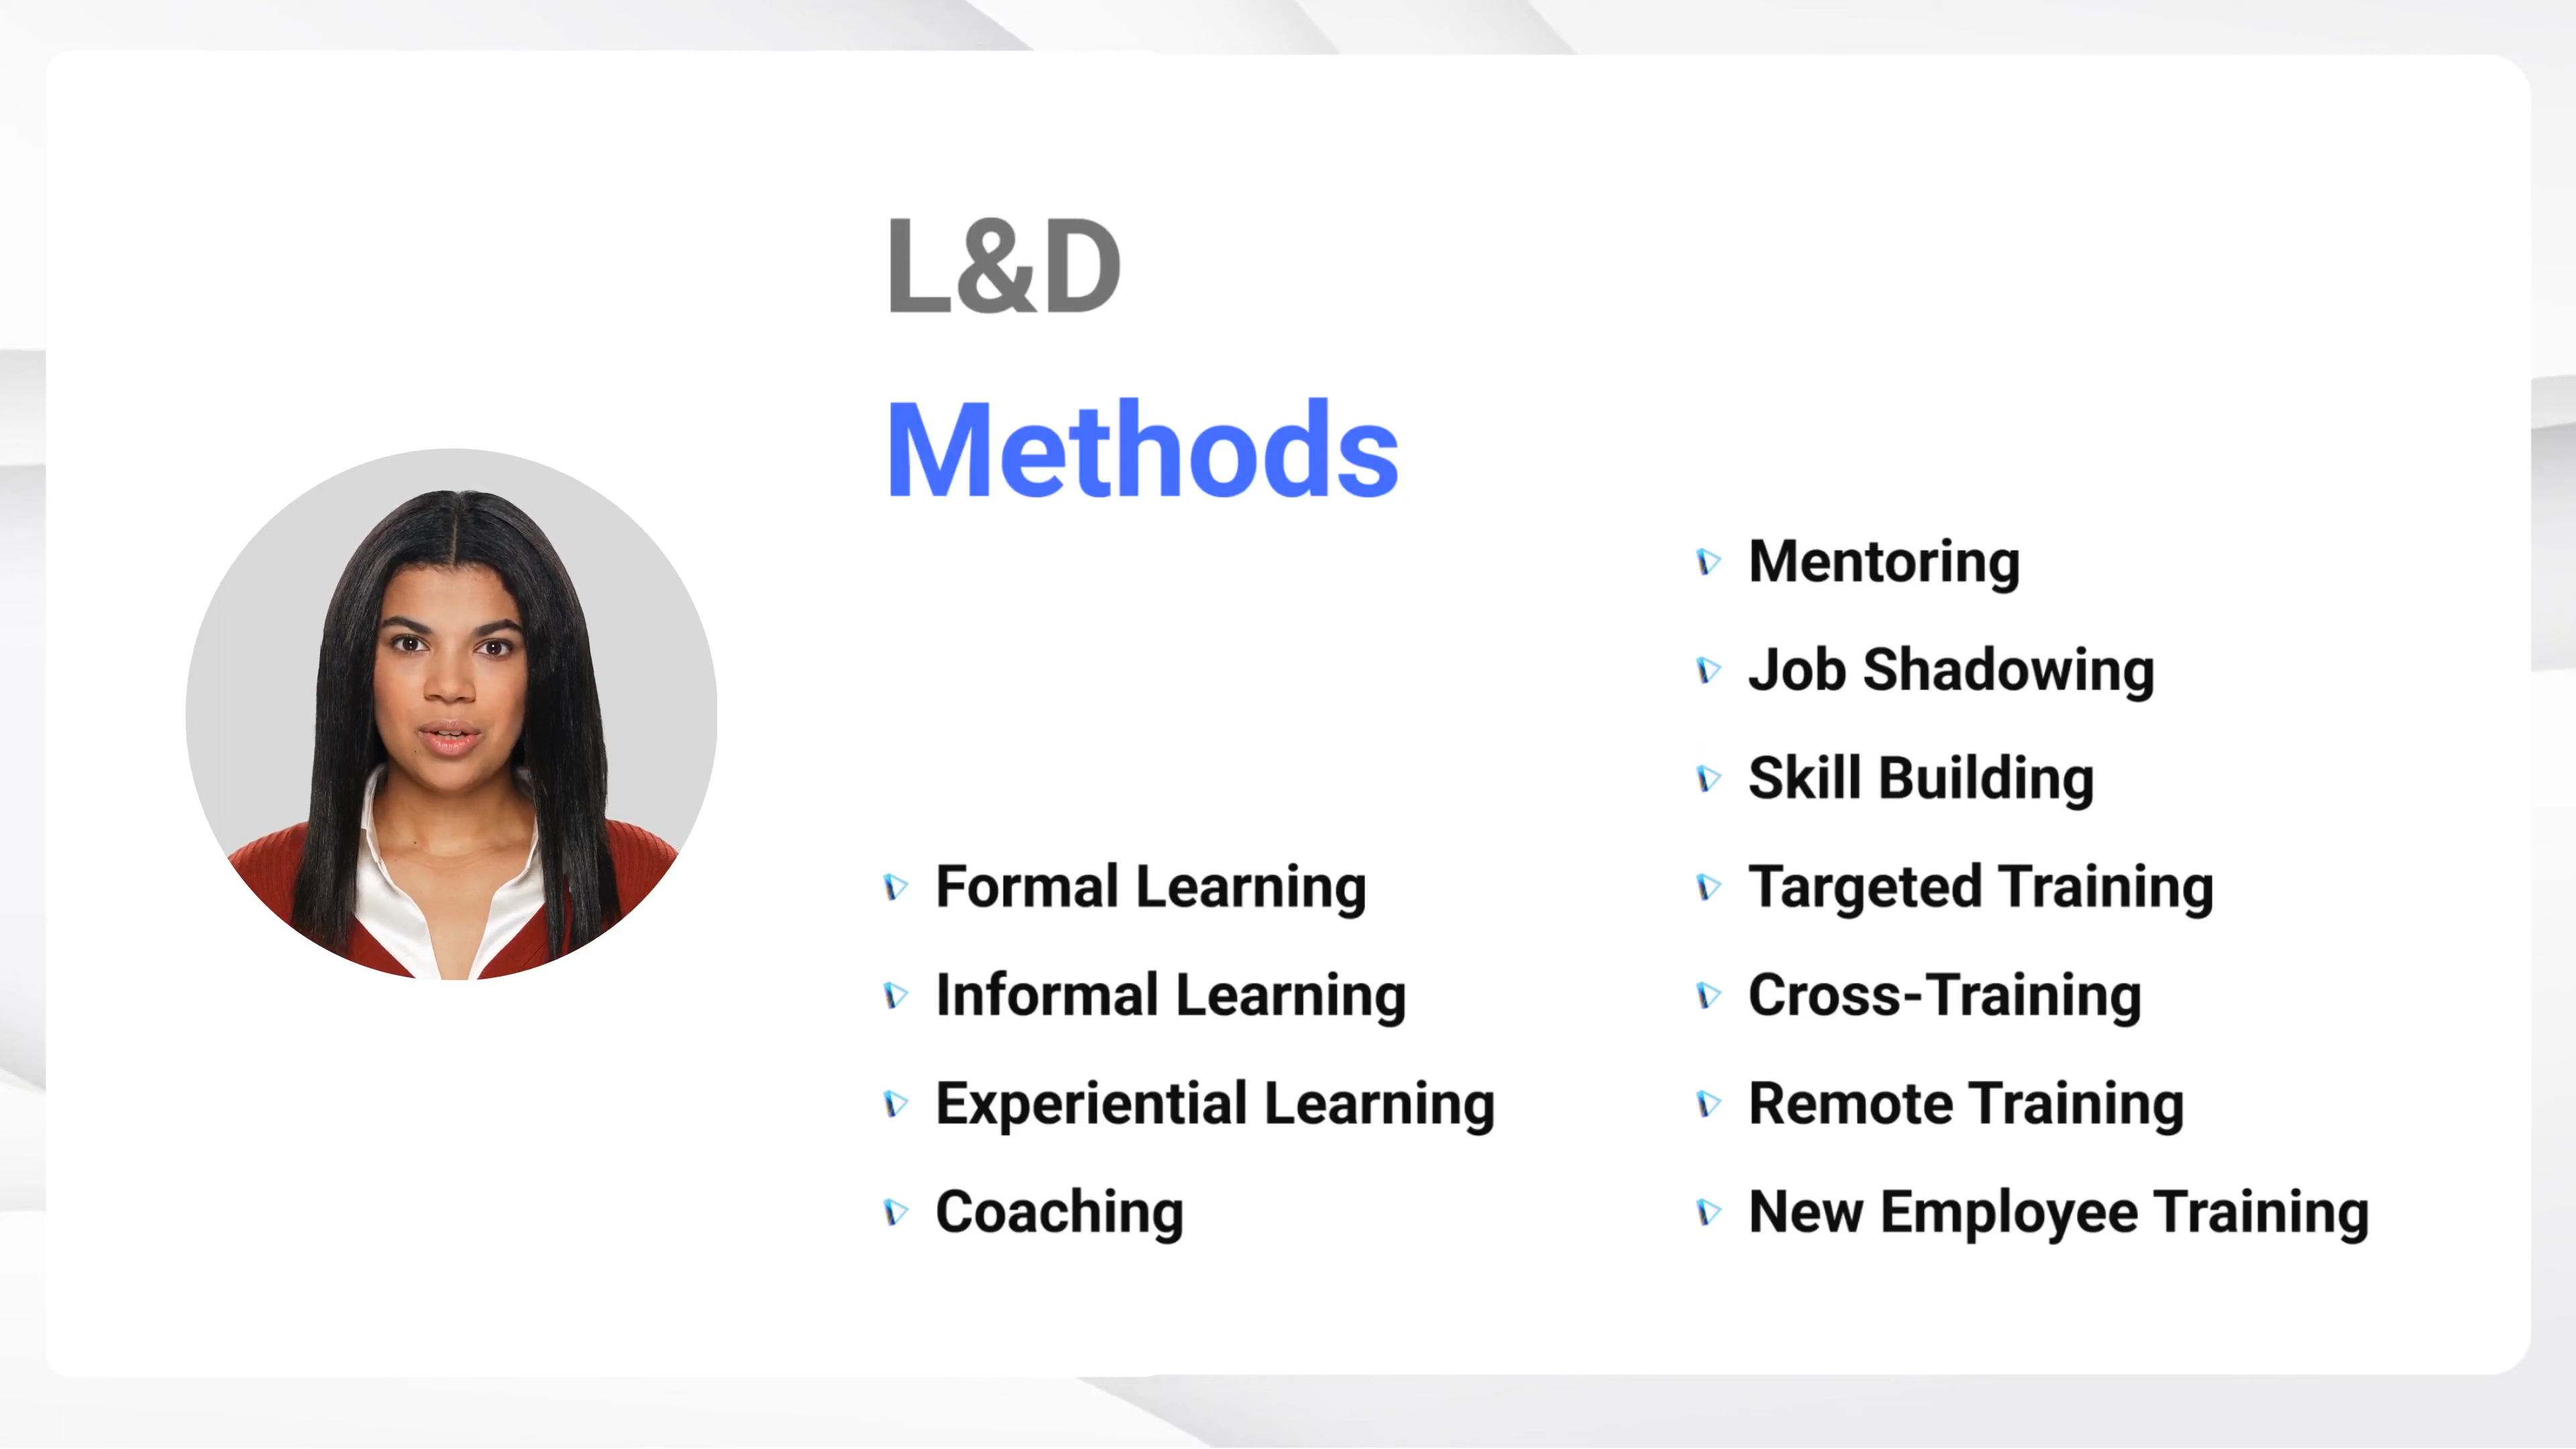 L&D
Methods
Formal Learning
Informal Learning
Experiential Learning
Coaching
Mentoring
Job Shadowing
Skill Building
Targeted Training
Cross-Training
Remote Training
New Employee Training